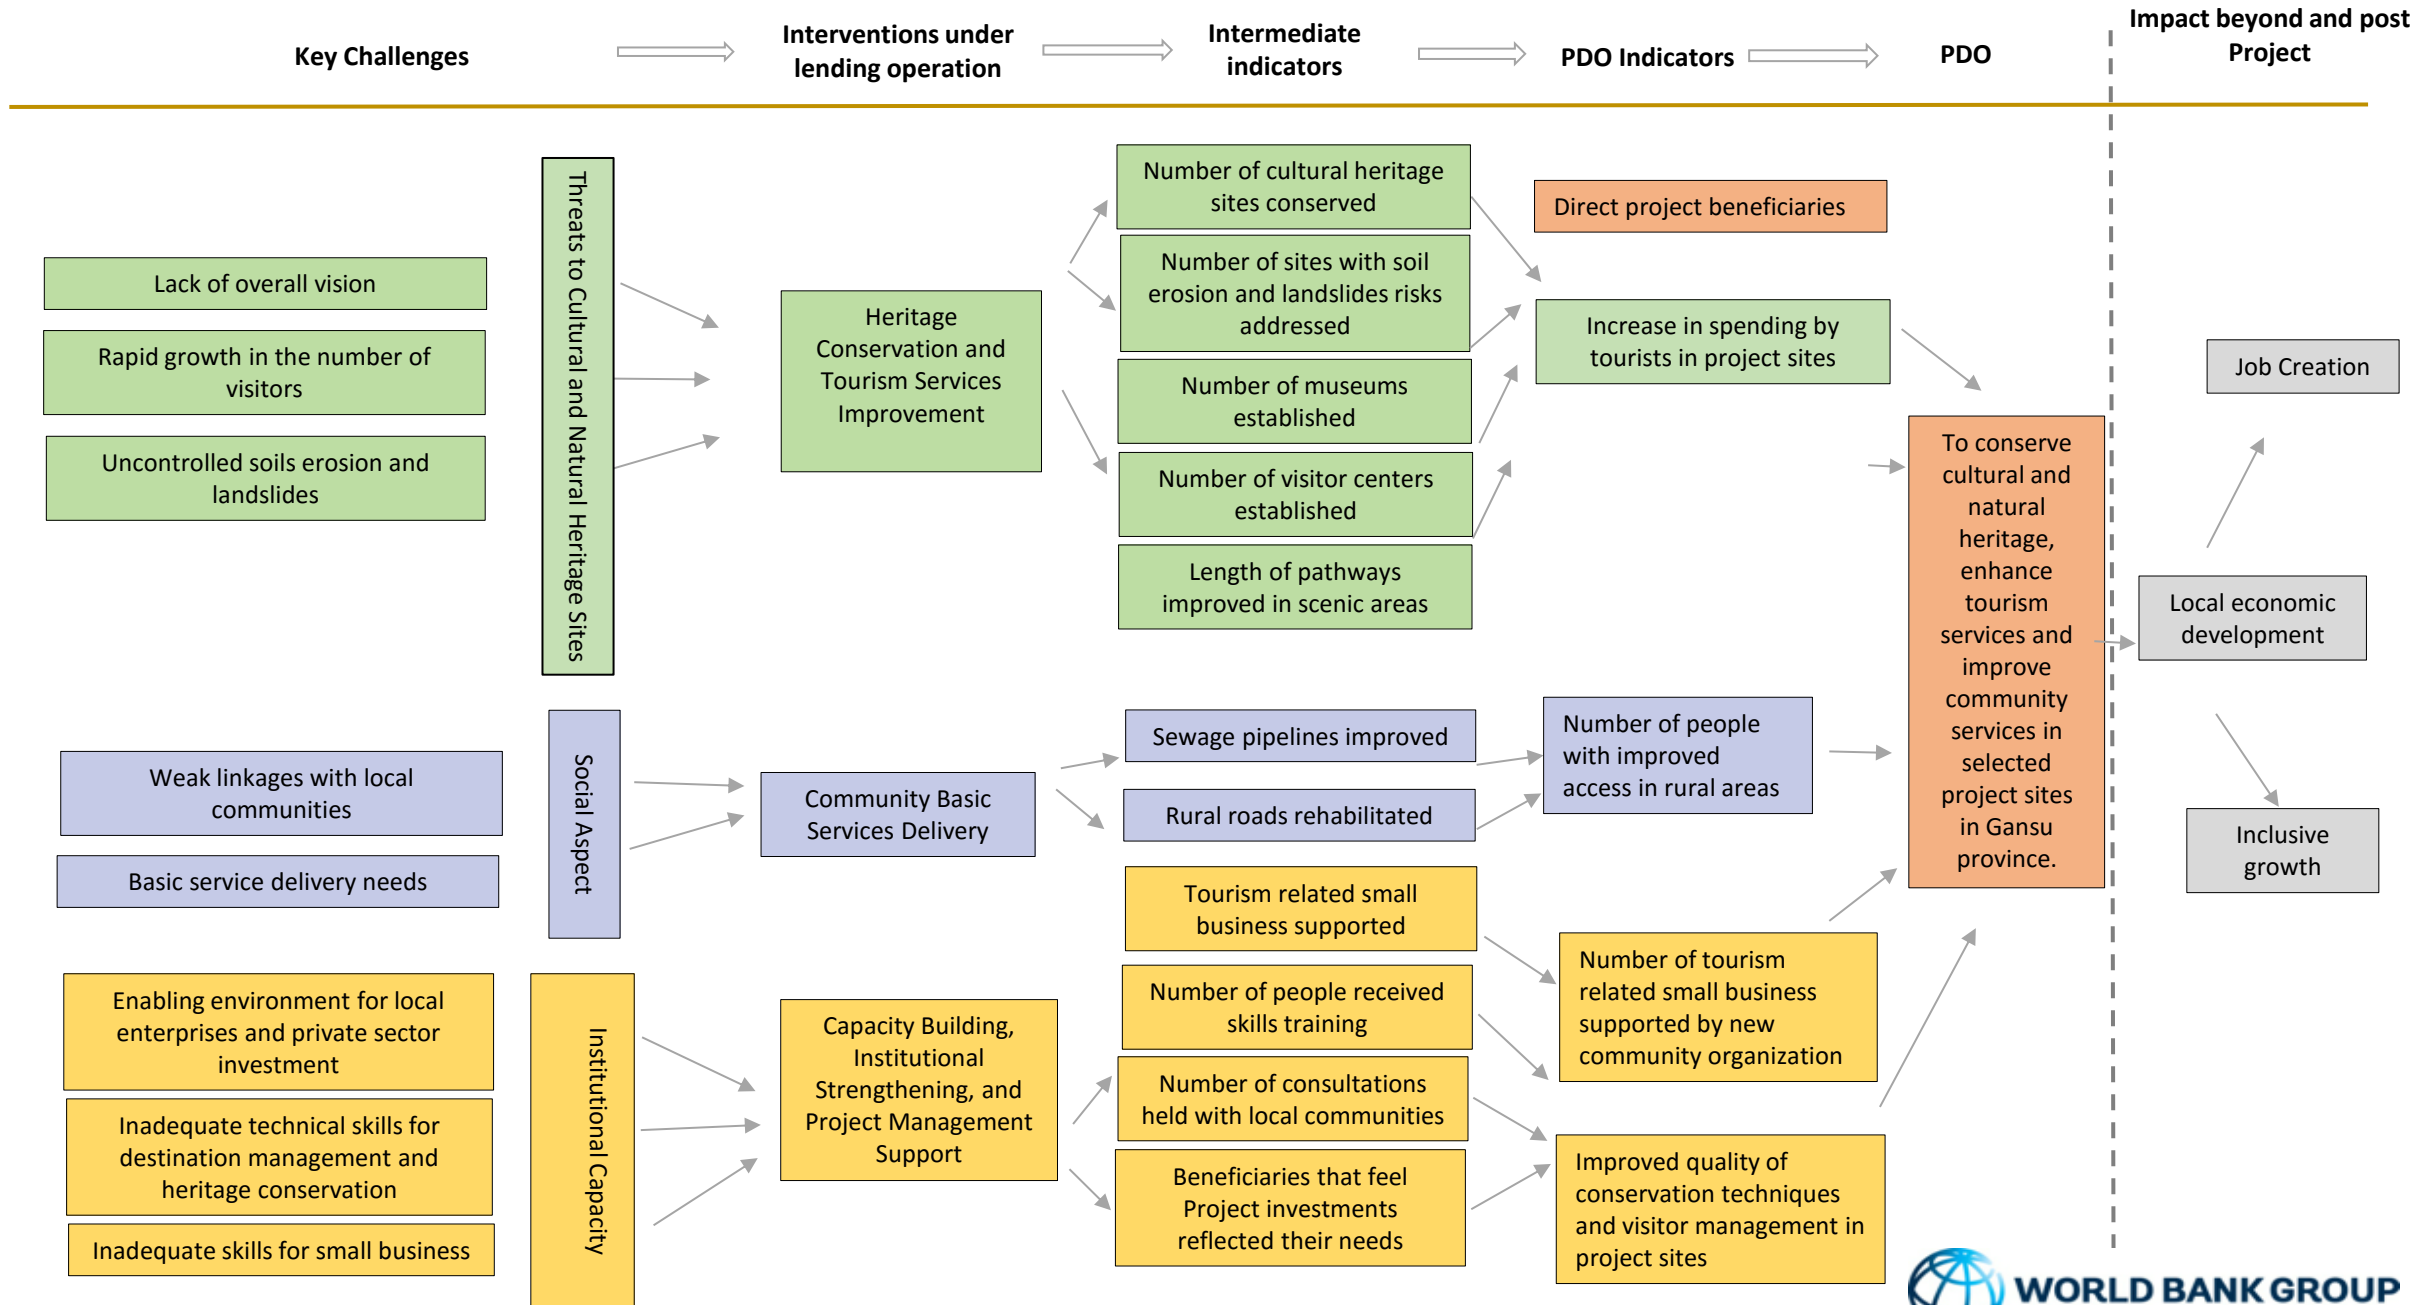 Key Challenges
Interventions under
lending operation
Intermediate
indicators
PDO Indicators
PDO
Impact beyond and post
Project
Lack of overall vision
Rapid growth in the number of
visitors
Uncontrolled soils erosion and
landslides
Threats to Cultural and Natural Heritage Sites
Heritage
Conservation and
Tourism Services
Improvement
Number of cultural heritage
sites conserved
Number of sites with soil
erosion and landslides risks
addressed
Number of museums
established
Number of visitor centers
established
Length of pathways
improved in scenic areas
Direct project beneficiaries
Increase in spending by
tourists in project sites
Weak linkages with local
communities
Basic service delivery needs
Social Aspect
Community Basic
Services Delivery
Sewage pipelines improved
Rural roads rehabilitated
Number of people
with improved
access in rural areas
Enabling environment for local
enterprises and private sector
investment
Inadequate technical skills for
destination management and
heritage conservation
Inadequate skills for small business
Institutional Capacity
Capacity Building,
Institutional
Strengthening, and
Project Management
Support
Tourism related small
business supported
Number of people received
skills training
Number of consultations
held with local communities
Beneficiaries that feel
Project investments
reflected their needs
Number of tourism
related small business
supported by new
community organization
Improved quality of
conservation techniques
and visitor management in
project sites
To conserve
cultural and
natural
heritage,
enhance
tourism
services and
improve
community
services in
selected
project sites
in Gansu
province.
Job Creation
Local economic
development
Inclusive
growth
WORLD BANK GROUP